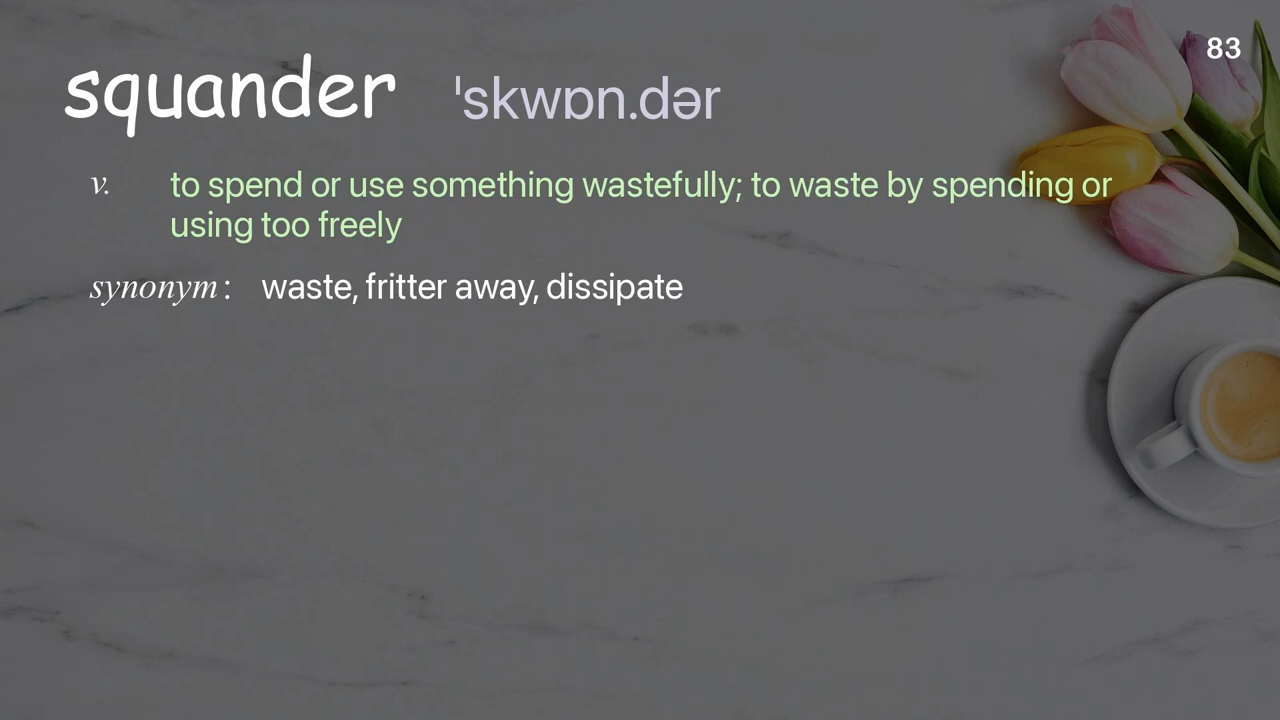 83
squander ˈskwɒn.dər
v. to spend or use something wastefully; to waste by spending or
using too freely
synonym : waste, fritter away, dissipate